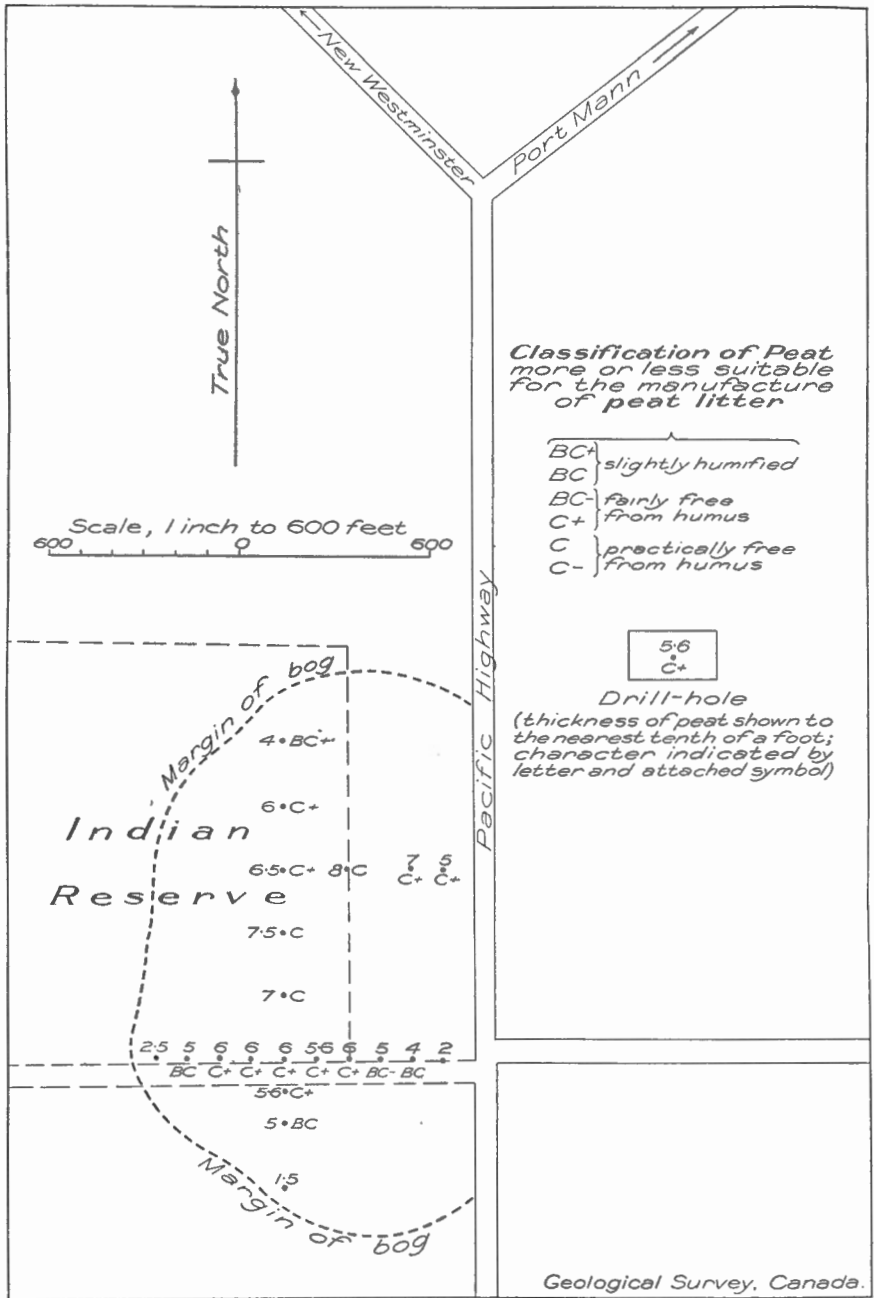 ← New Westminster
Port Mann →
True North
Classification of Peat
more or less suitable
for the manufacture
of peat litter
BC+
BC
slightly humified
BC-
C+
fairly free
from humus
C
C-
practically free
from humus
Scale, 1 inch to 600 feet
600 0 600
Pacific Highway
5·6
C+
Drill-hole
(thickness of peat shown to
the nearest tenth of a foot;
character indicated by
letter and attached symbol)
Margin of bog
4·BC+
6·C+
Indian
Reserve
6·5·C+ 8·C 7 5
C+ C+
7·5·C
7·C
2·5 5 6 6 6 5·6 6 5 4 2
BC C+ C+ C+ C+ C+ BC- BC
5·6·C+
5·BC
1·5
Margin of bog
Geological Survey, Canada.